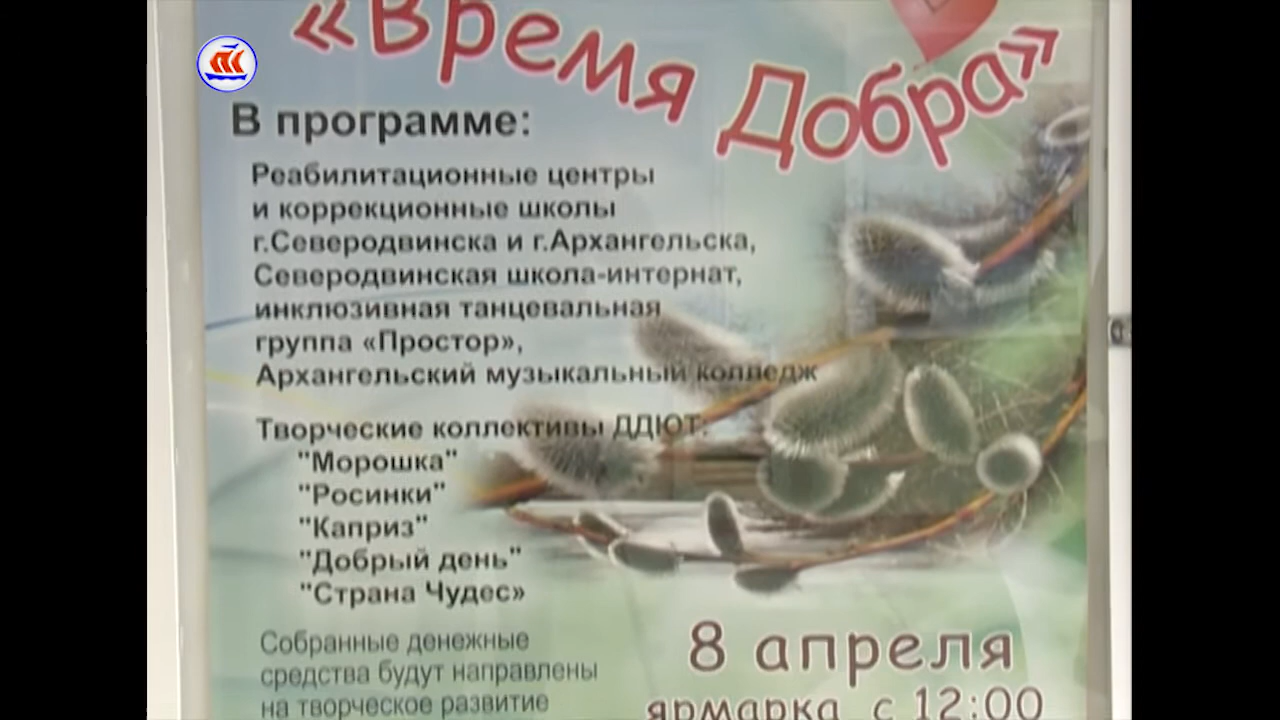 «Время Добра»
В программе:
Реабилитационные центры
и коррекционные школы
г.Северодвинска и г.Архангельска,
Северодвинская школа-интернат,
инклюзивная танцевальная
группа «Простор»,
Архангельский музыкальный колледж
Творческие коллективы ДДЮТ:
"Морошка"
"Росинки"
"Каприз"
"Добрый день"
"Страна Чудес»
Собранные денежные
средства будут направлены
на творческое развитие
8 апреля
ярмарка с 12:00